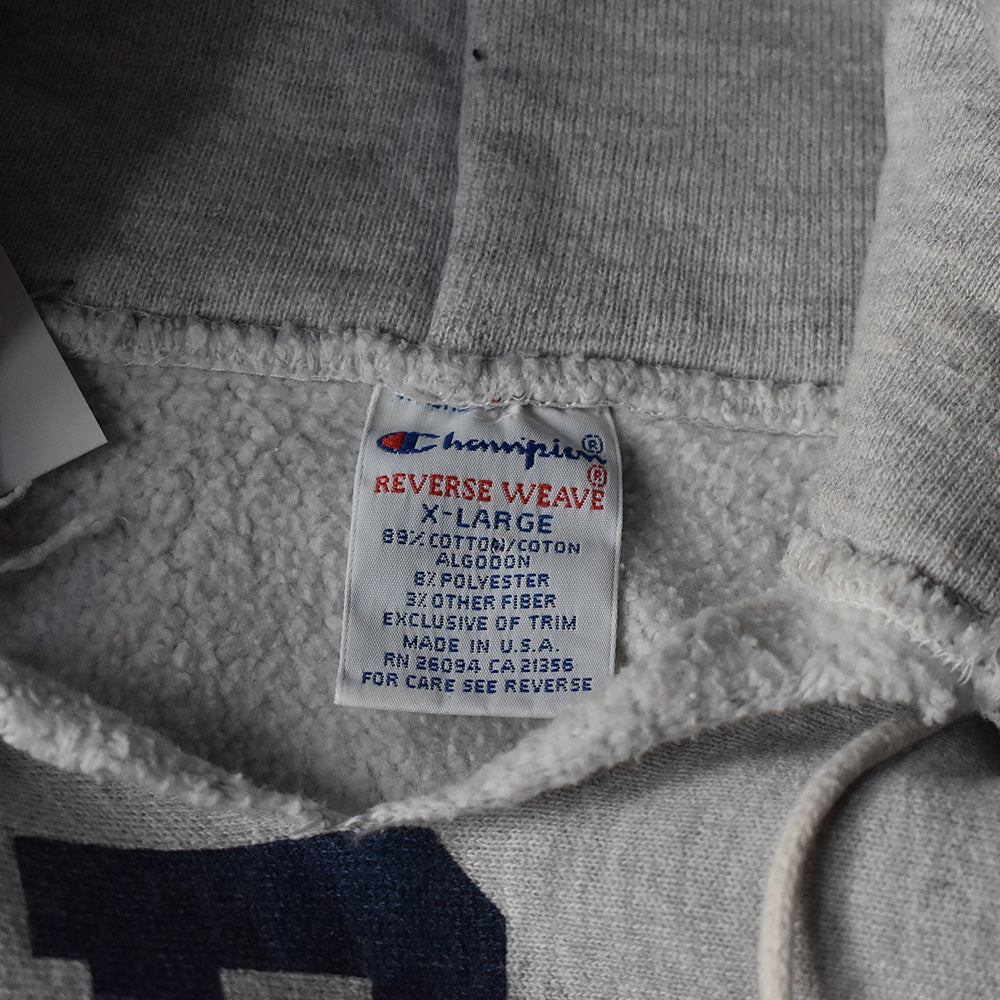 Champion®
®
REVERSE WEAVE
X-LARGE
89% COTTON/COTON
ALGODON
8% POLYESTER
3% OTHER FIBER
EXCLUSIVE OF TRIM
MADE IN U.S.A.
RN 26094 CA 21356
FOR CARE SEE REVERSE